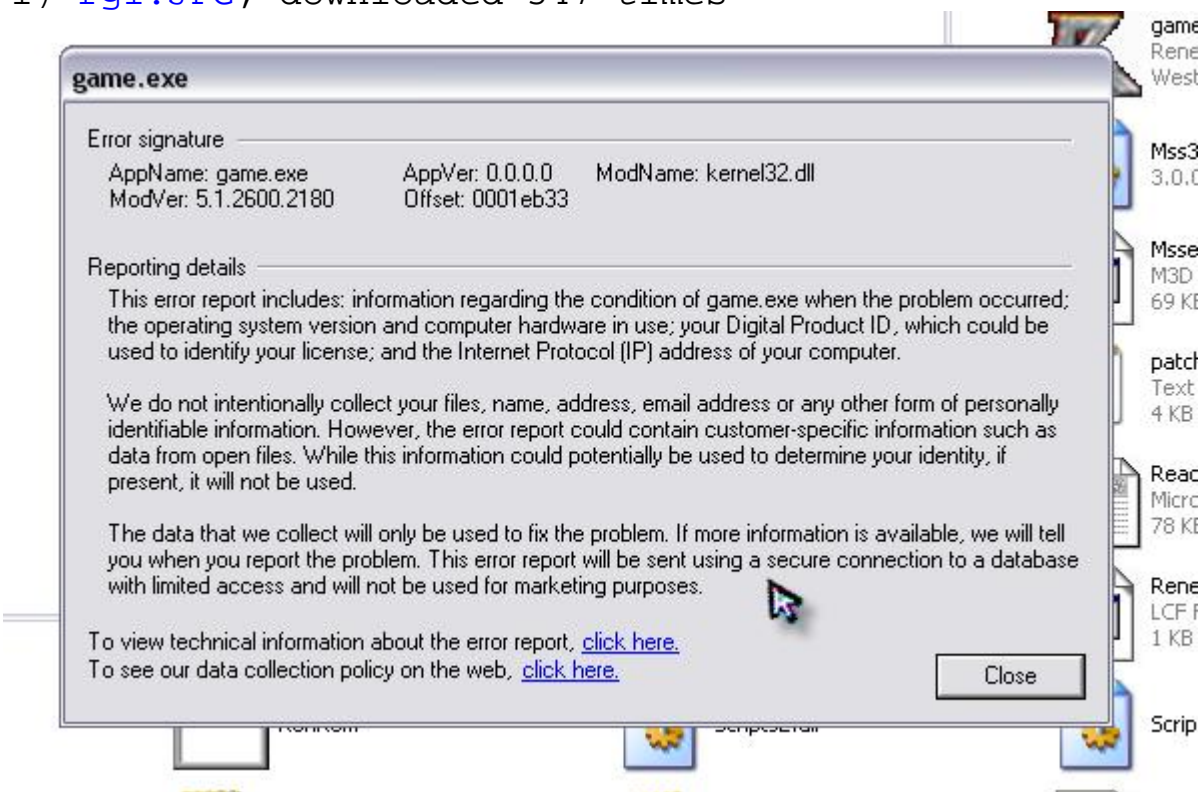 downloaded 547 times
game.exe
Error signature
AppName: game.exe AppVer: 0.0.0.0 ModName: kernel32.dll
ModVer: 5.1.2600.2180 Offset: 0001eb33
Reporting details
This error report includes: information regarding the condition of game.exe when the problem occurred;
the operating system version and computer hardware in use; your Digital Product ID, which could be
used to identify your license; and the Internet Protocol (IP) address of your computer.
We do not intentionally collect your files, name, address, email address or any other form of personally
identifiable information. However, the error report could contain customer-specific information such as
data from open files. While this information could potentially be used to determine your identity, if
present, it will not be used.
The data that we collect will only be used to fix the problem. If more information is available, we will tell
you when you report the problem. This error report will be sent using a secure connection to a database
with limited access and will not be used for marketing purposes.
To view technical information about the error report, click here.
To see our data collection policy on the web, click here.
Close
game
Rene
West
Mss3
3.0.0
Msse
M3D
69 KB
patch
Text
4 KB
Read
Micro
78 KB
Rene
LCF F
1 KB
Scrip